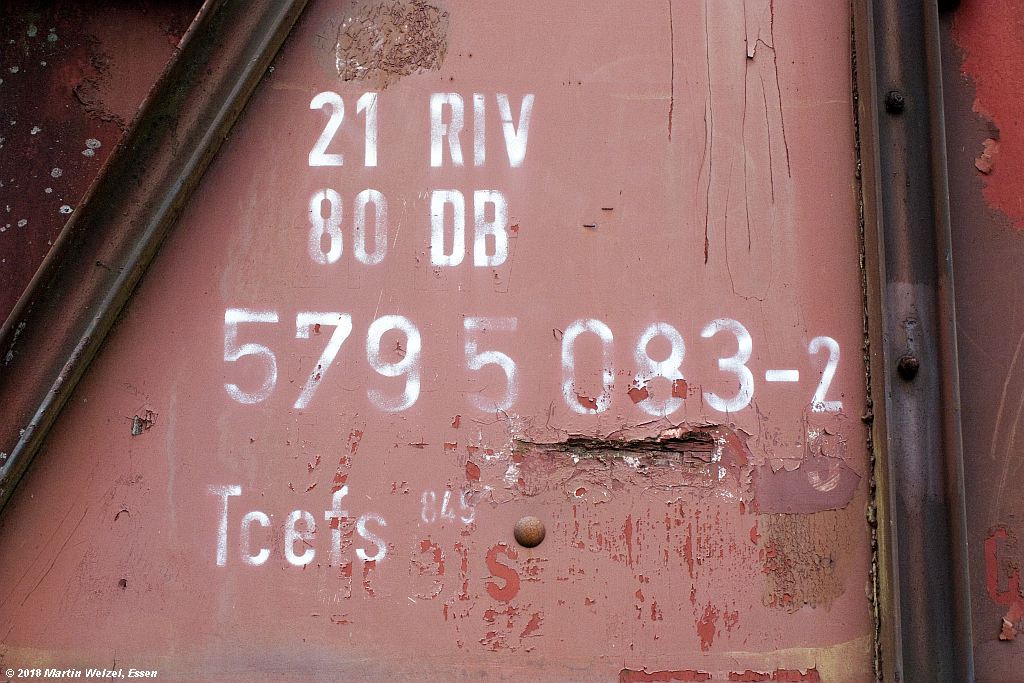 21 RIV
80 DB
579 5 083-2
Tcefs 845
© 2018 Martin Welzel, Essen